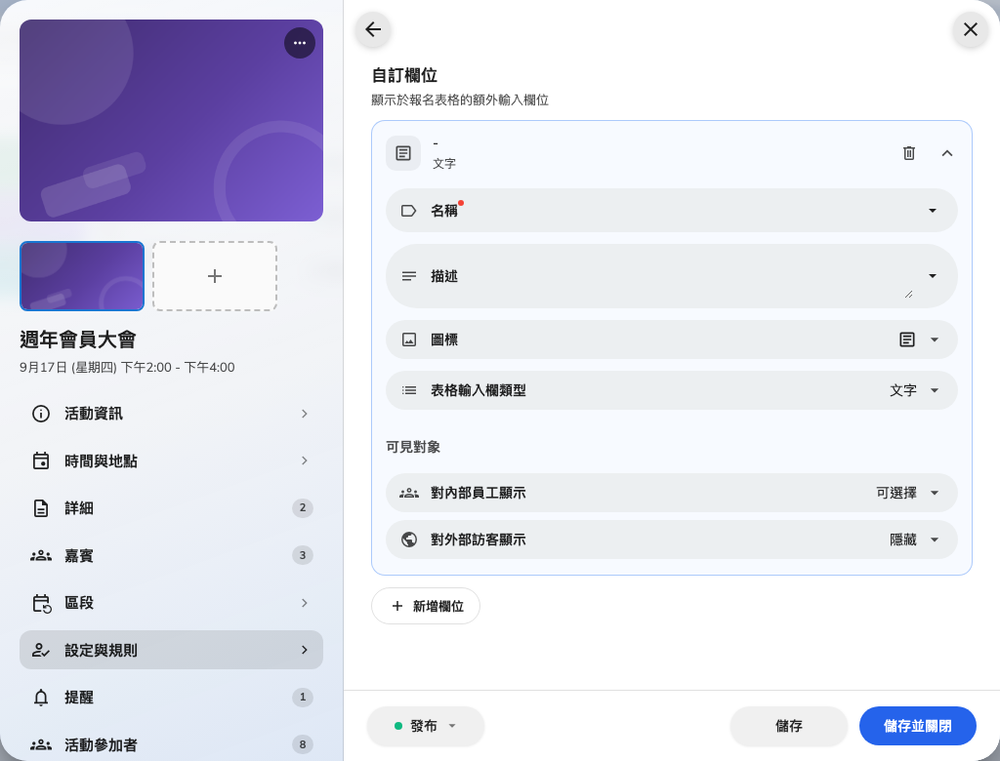 週年會員大會
9月17日 (星期四) 下午2:00 - 下午4:00
活動資訊
時間與地點
詳細
2
嘉賓
3
區段
設定與規則
提醒
1
活動參加者
8
自訂欄位
顯示於報名表格的額外輸入欄位
-
文字
名稱
描述
圖標
表格輸入欄類型
文字
可見對象
對內部員工顯示
可選擇
對外部訪客顯示
隱藏
新增欄位
發布
儲存
儲存並關閉